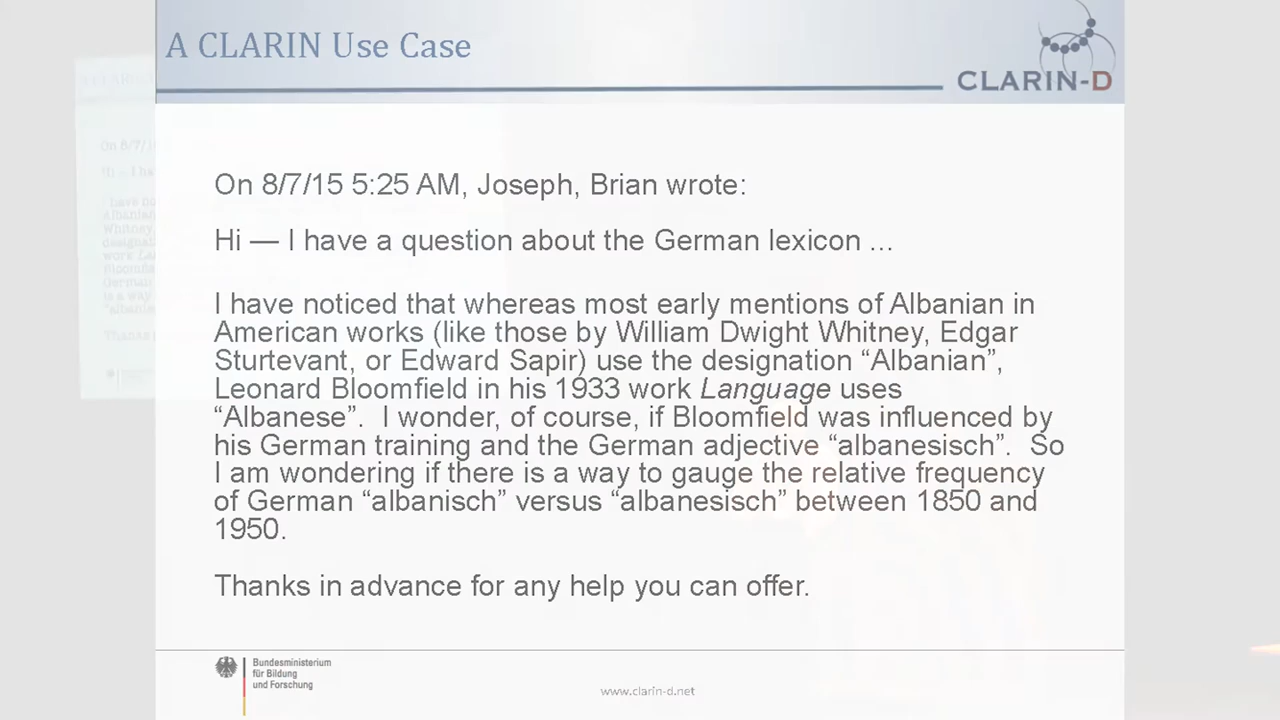 A CLARIN Use Case
CLARIN-D
On 8/7/15 5:25 AM, Joseph, Brian wrote:
Hi — I have a question about the German lexicon ...
I have noticed that whereas most early mentions of Albanian in
American works (like those by William Dwight Whitney, Edgar
Sturtevant, or Edward Sapir) use the designation “Albanian”,
Leonard Bloomfield in his 1933 work Language uses
“Albanese”.  I wonder, of course, if Bloomfield was influenced by
his German training and the German adjective “albanesisch”.  So
I am wondering if there is a way to gauge the relative frequency
of German “albanisch” versus “albanesisch” between 1850 and
1950.
Thanks in advance for any help you can offer.
Bundesministerium
für Bildung
und Forschung
www.clarin-d.net